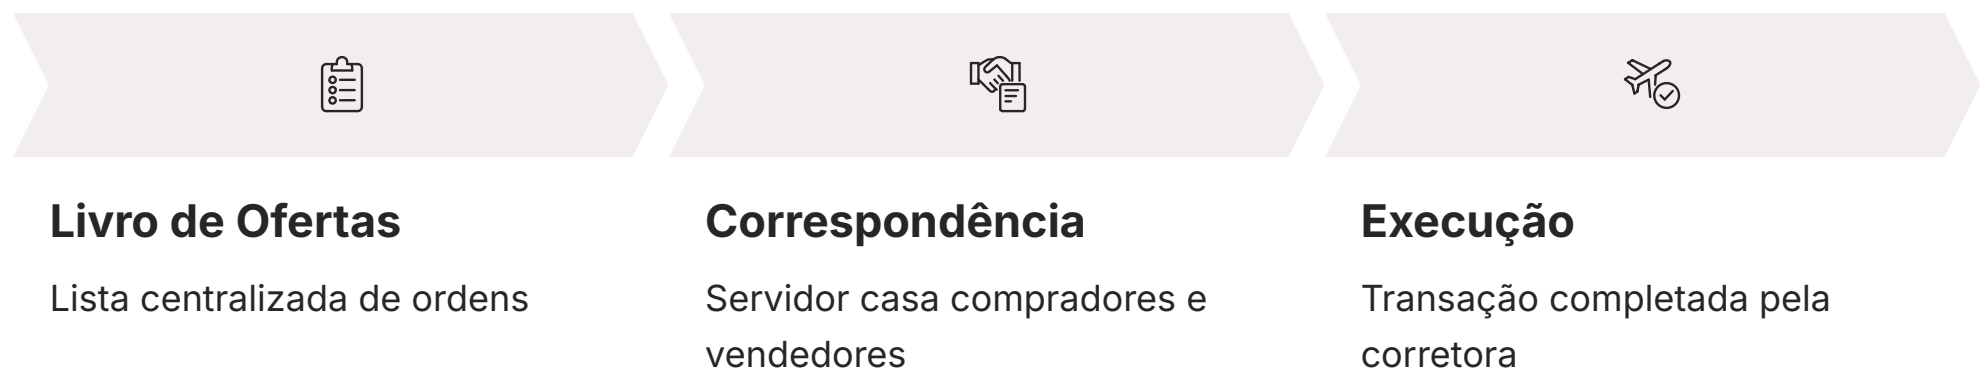 Livro de Ofertas
Lista centralizada de ordens
Correspondência
Servidor casa compradores e
vendedores
Execução
Transação completada pela
corretora